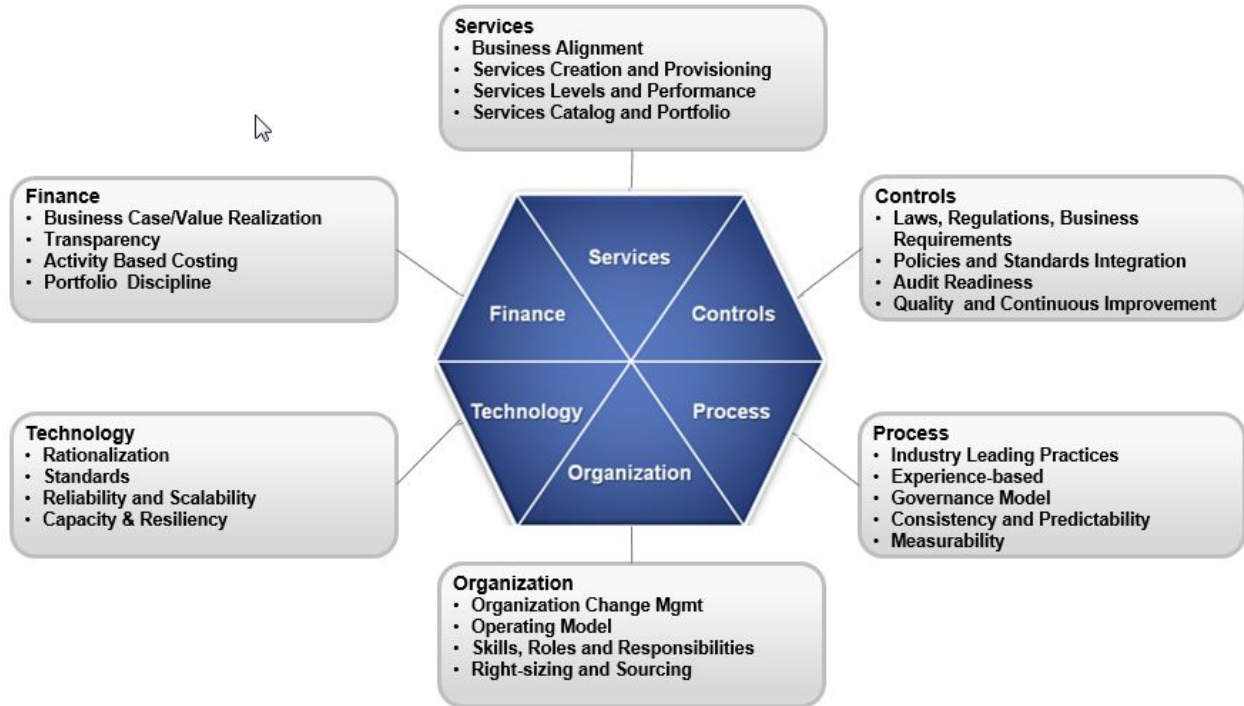 Services
• Business Alignment
• Services Creation and Provisioning
• Services Levels and Performance
• Services Catalog and Portfolio
Finance
• Business Case/Value Realization
• Transparency
• Activity Based Costing
• Portfolio Discipline
Controls
• Laws, Regulations, Business
Requirements
• Policies and Standards Integration
• Audit Readiness
• Quality and Continuous Improvement
Services
Finance
Controls
Technology
Process
Organization
Technology
• Rationalization
• Standards
• Reliability and Scalability
• Capacity & Resiliency
Process
• Industry Leading Practices
• Experience-based
• Governance Model
• Consistency and Predictability
• Measurability
Organization
• Organization Change Mgmt
• Operating Model
• Skills, Roles and Responsibilities
• Right-sizing and Sourcing